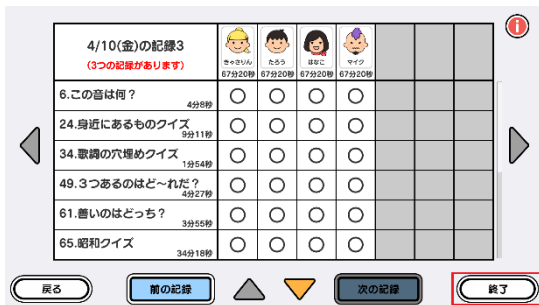 4/10(金)の記録3
(3つの記録があります)
きゃさりん たろう はなこ マイク
67分20秒 67分20秒 67分20秒 67分20秒
6.この音は何?
4分8秒
24.身近にあるものクイズ
9分11秒
34.歌詞の穴埋めクイズ
1分54秒
49.3つあるのはど~れだ?
4分27秒
61.善いのはどっち?
3分55秒
65.昭和クイズ
34分18秒
戻る 前の記録 次の記録 終了